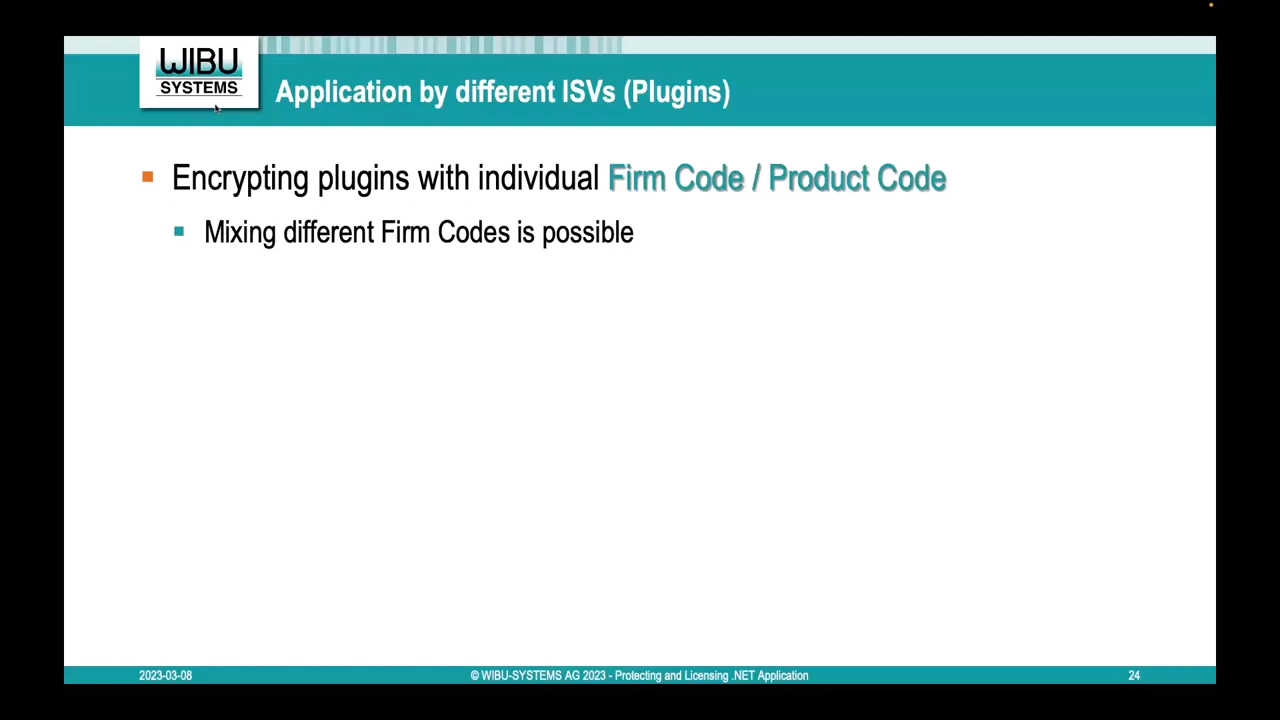 WIBU
SYSTEMS
Application by different ISVs (Plugins)
Encrypting plugins with individual Firm Code / Product Code
Mixing different Firm Codes is possible
2023-03-08
© WIBU-SYSTEMS AG 2023 - Protecting and Licensing .NET Application
24